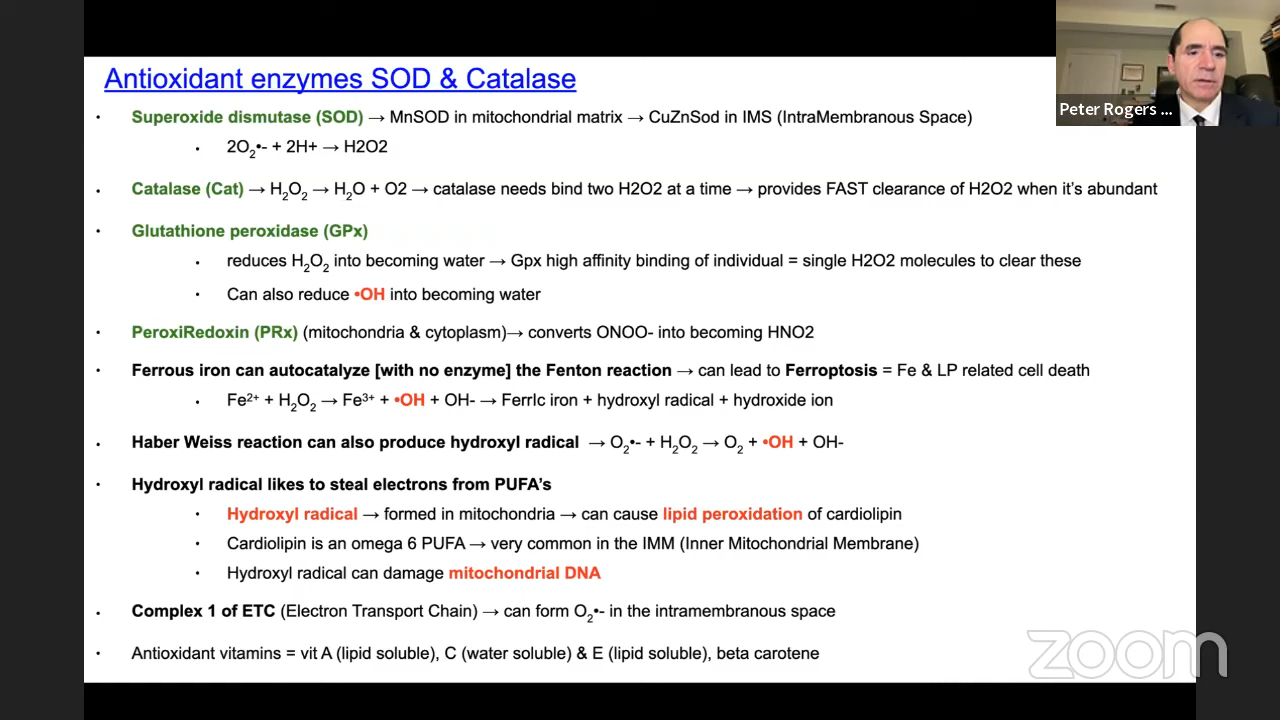 Antioxidant enzymes SOD & Catalase
Peter Rogers ...
• Superoxide dismutase (SOD) → MnSOD in mitochondrial matrix → CuZnSod in IMS (IntraMembranous Space)
• 2O₂•- + 2H+ → H2O2
• Catalase (Cat) → H₂O₂ → H₂O + O2 → catalase needs bind two H2O2 at a time → provides FAST clearance of H2O2 when it's abundant
• Glutathione peroxidase (GPx)
• reduces H₂O₂ into becoming water → Gpx high affinity binding of individual = single H2O2 molecules to clear these
• Can also reduce •OH into becoming water
• PeroxiRedoxin (PRx) (mitochondria & cytoplasm)→ converts ONOO- into becoming HNO2
• Ferrous iron can autocatalyze [with no enzyme] the Fenton reaction → can lead to Ferroptosis = Fe & LP related cell death
• Fe²⁺ + H₂O₂ → Fe³⁺ + •OH + OH- → FerrIc iron + hydroxyl radical + hydroxide ion
• Haber Weiss reaction can also produce hydroxyl radical → O₂•- + H₂O₂ → O₂ + •OH + OH-
• Hydroxyl radical likes to steal electrons from PUFA's
• Hydroxyl radical → formed in mitochondria → can cause lipid peroxidation of cardiolipin
• Cardiolipin is an omega 6 PUFA → very common in the IMM (Inner Mitochondrial Membrane)
• Hydroxyl radical can damage mitochondrial DNA
• Complex 1 of ETC (Electron Transport Chain) → can form O₂•- in the intramembranous space
• Antioxidant vitamins = vit A (lipid soluble), C (water soluble) & E (lipid soluble), beta carotene
zoom